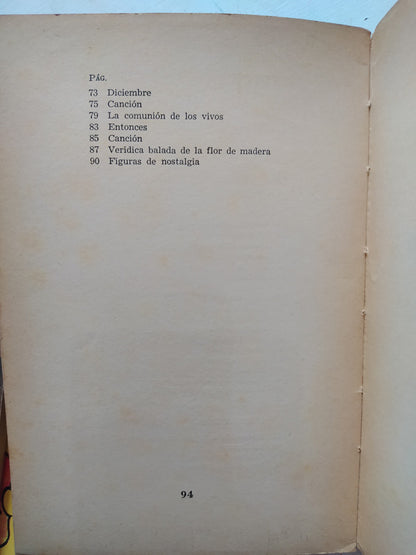 PÁG.
73 Diciembre
75 Canción
79 La comunión de los vivos
83 Entonces
85 Canción
87 Verídica balada de la flor de madera
90 Figuras de nostalgia
94